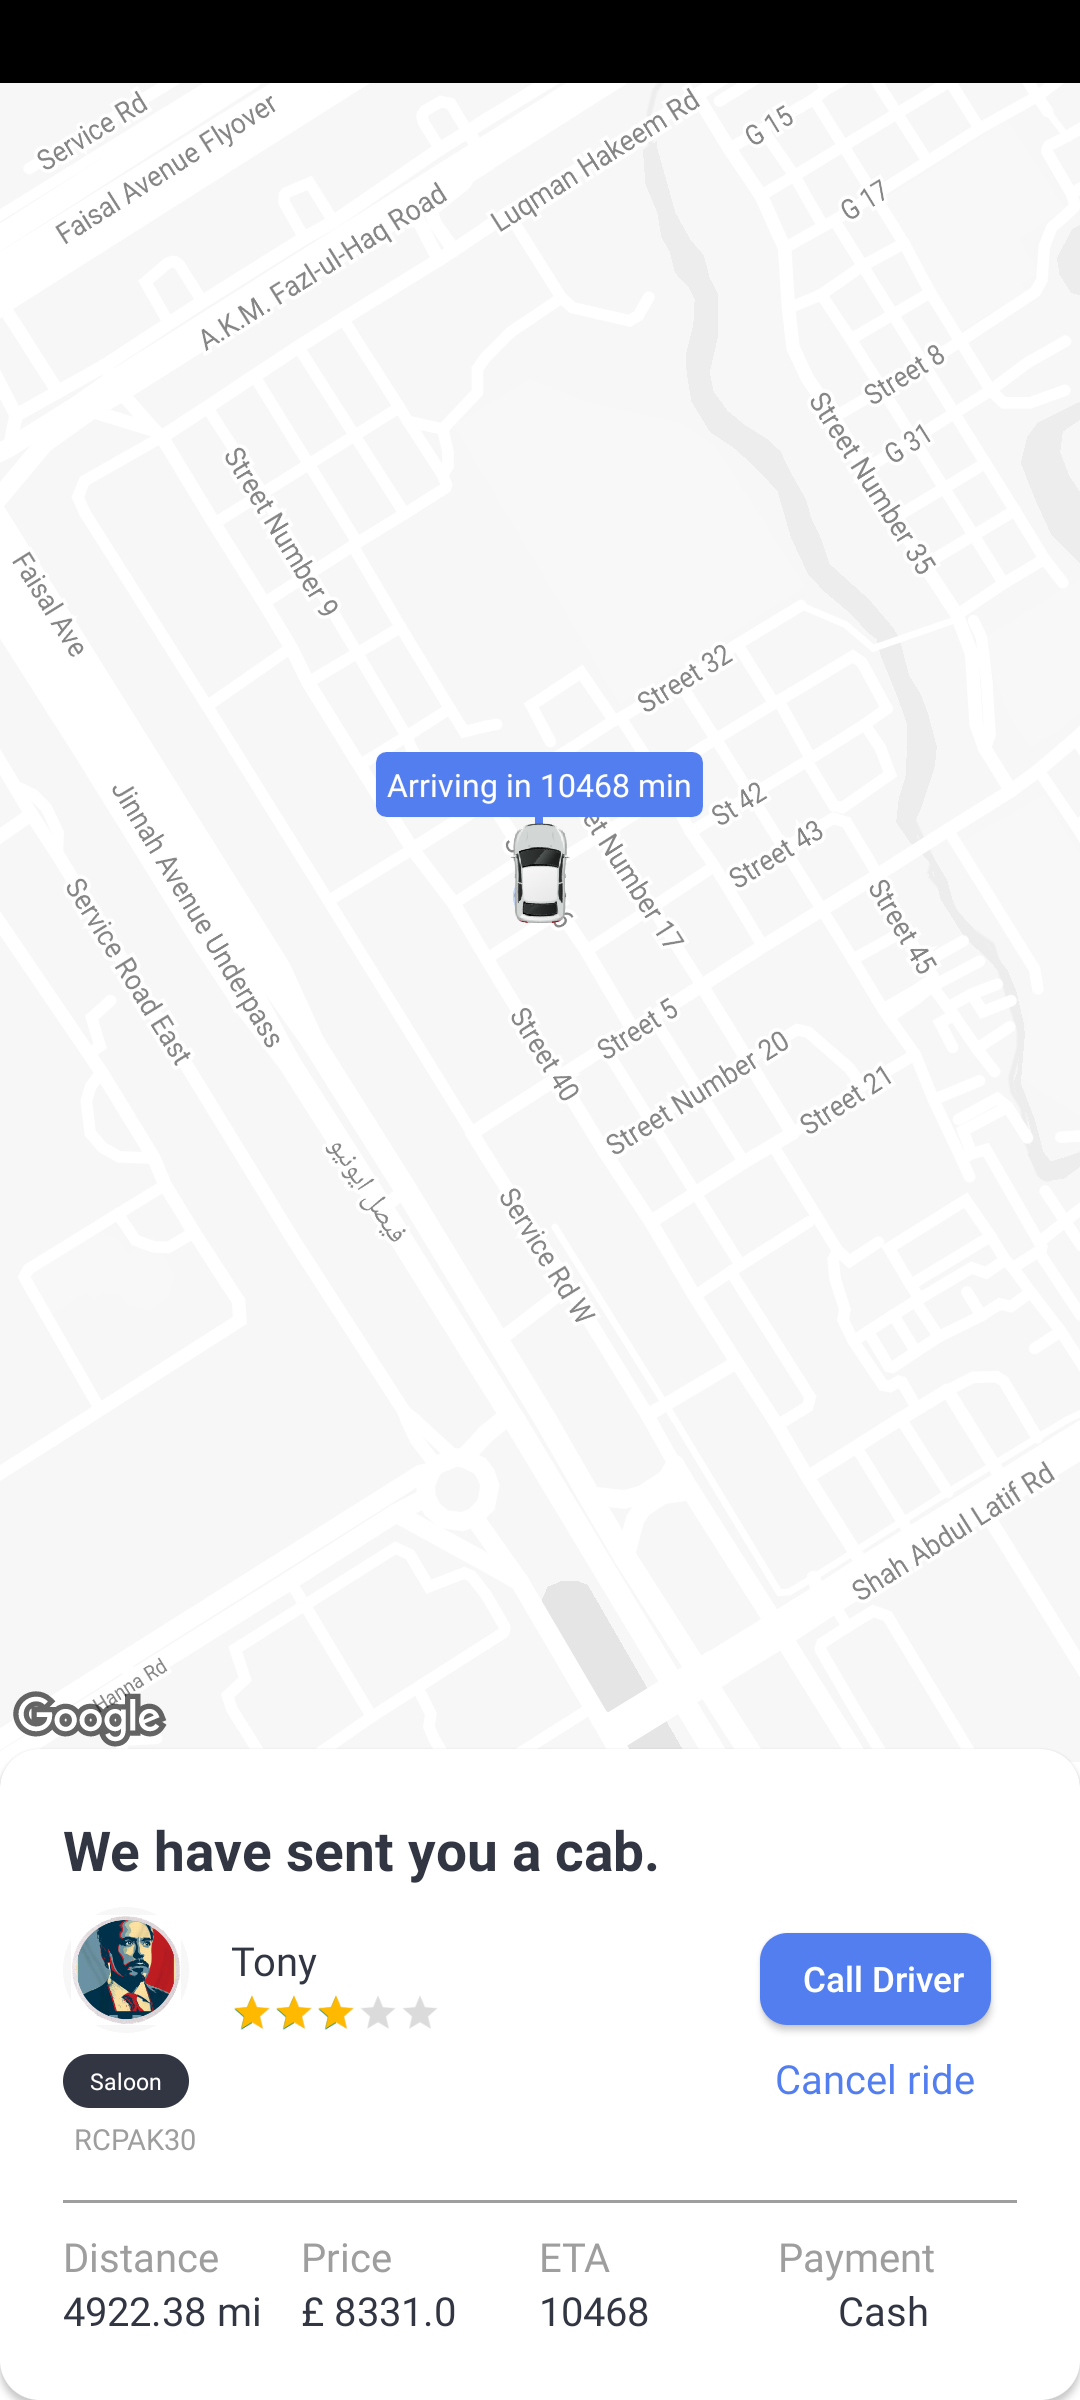 Service Rd
Faisal Avenue Flyover
A.K.M. Fazl-ul-Haq Road
Luqman Hakeem Rd
G 15
G 17
Street 8
G 31
Street Number 35
Street Number 9
Faisal Ave
Street 32
Arriving in 10468 min
St 42
Street 43
Number 17
Jinnah Avenue Underpass
Service Road East
Street 45
Street 5
Street 40
Street Number 20
Street 21
فیصل ایونیو
Service Rd W
Shah Abdul Latif Rd
Hanna Rd
Google
We have sent you a cab.
Tony
Call Driver
Saloon
Cancel ride
RCPAK30
Distance Price ETA Payment
4922.38 mi £ 8331.0 10468 Cash